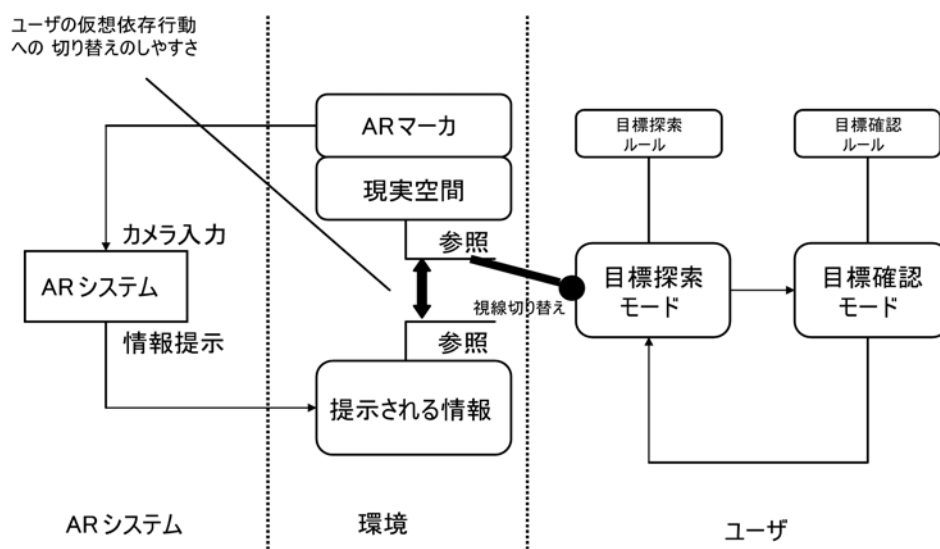 ユーザの仮想依存行動
への 切り替えのしやすさ
ARマーカ
現実空間
参照
カメラ入力
ARシステム
情報提示
視線切り替え
参照
提示される情報
目標探索
ルール
目標確認
ルール
目標探索
モード
目標確認
モード
ARシステム
環境
ユーザ